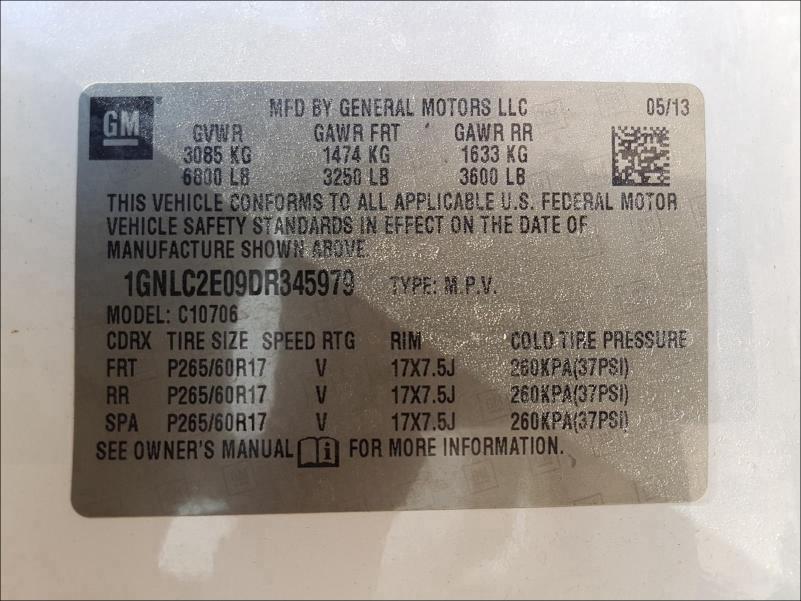 GM
MFD BY GENERAL MOTORS LLC 05/13
GVWR GAWR FRT GAWR RR
3085 KG 1474 KG 1633 KG
6800 LB 3250 LB 3600 LB
THIS VEHICLE CONFORMS TO ALL APPLICABLE U.S. FEDERAL MOTOR
VEHICLE SAFETY STANDARDS IN EFFECT ON THE DATE OF
MANUFACTURE SHOWN ABOVE.
1GNLC2E09DR345979 TYPE: M.P.V.
MODEL: C10706
CDRX TIRE SIZE SPEED RTG RIM COLD TIRE PRESSURE
FRT P265/60R17 V 17X7.5J 260KPA(37PSI)
RR P265/60R17 V 17X7.5J 260KPA(37PSI)
SPA P265/60R17 V 17X7.5J 260KPA(37PSI)
SEE OWNER'S MANUAL i FOR MORE INFORMATION.